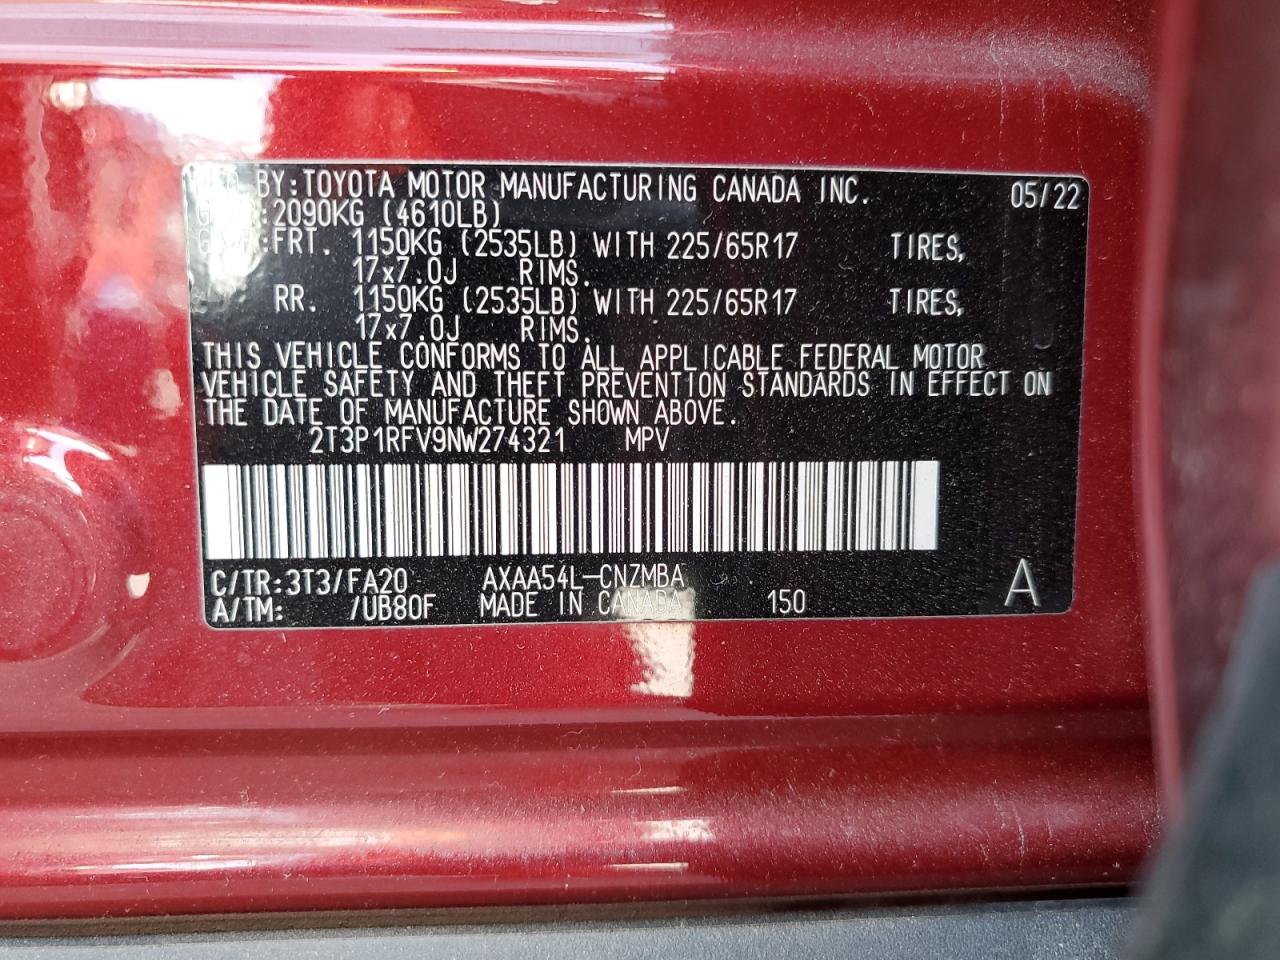 MFD BY:TOYOTA MOTOR MANUFACTURING CANADA INC. 05/22
GVWR:2090KG (4610LB)
GAWR:FRT. 1150KG (2535LB) WITH 225/65R17 TIRES,
17x7.0J RIMS.
RR. 1150KG (2535LB) WITH 225/65R17 TIRES,
17x7.0J RIMS.
THIS VEHICLE CONFORMS TO ALL APPLICABLE FEDERAL MOTOR
VEHICLE SAFETY AND THEFT PREVENTION STANDARDS IN EFFECT ON
THE DATE OF MANUFACTURE SHOWN ABOVE.
2T3P1RFV9NW274321 MPV
C/TR:3T3/FA20 AXAA54L-CNZMBA
A/TM: /UB80F MADE IN CANADA 150 A